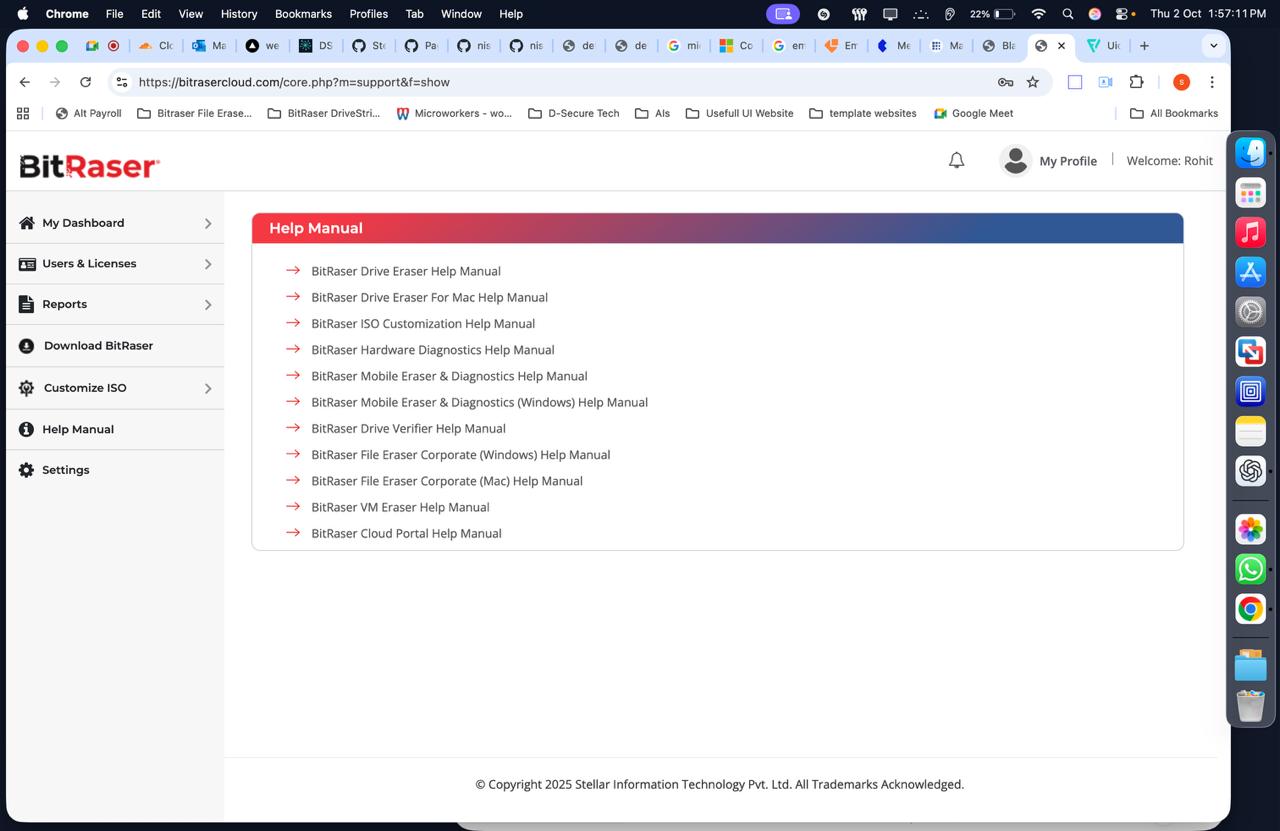 Chrome File Edit View History Bookmarks Profiles Tab Window Help 22% Thu 2 Oct 1:57:11 PM
Clo Ma we DS Sto Pa nis nis de de mi Co em Em Me Ma Bla Uic
https://bitrasercloud.com/core.php?m=support&f=show S
Alt Payroll Bitraser File Erase... BitRaser DriveStri... Microworkers - wo... D-Secure Tech AIs Usefull UI Website template websites Google Meet All Bookmarks
BitRaser My Profile Welcome: Rohit
My Dashboard
Users & Licenses
Reports
Download BitRaser
Customize ISO
Help Manual
Settings
Help Manual
BitRaser Drive Eraser Help Manual
BitRaser Drive Eraser For Mac Help Manual
BitRaser ISO Customization Help Manual
BitRaser Hardware Diagnostics Help Manual
BitRaser Mobile Eraser & Diagnostics Help Manual
BitRaser Mobile Eraser & Diagnostics (Windows) Help Manual
BitRaser Drive Verifier Help Manual
BitRaser File Eraser Corporate (Windows) Help Manual
BitRaser File Eraser Corporate (Mac) Help Manual
BitRaser VM Eraser Help Manual
BitRaser Cloud Portal Help Manual
© Copyright 2025 Stellar Information Technology Pvt. Ltd. All Trademarks Acknowledged.